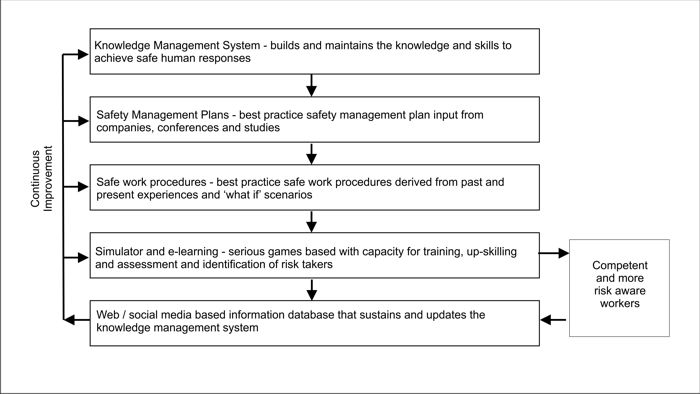 Knowledge Management System - builds and maintains the knowledge and skills to
achieve safe human responses
Safety Management Plans - best practice safety management plan input from
companies, conferences and studies
Continuous
Improvement
Safe work procedures - best practice safe work procedures derived from past and
present experiences and ‘what if’ scenarios
Simulator and e-learning - serious games based with capacity for training, up-skilling
and assessment and identification of risk takers
Competent
and more
risk aware
workers
Web / social media based information database that sustains and updates the
knowledge management system